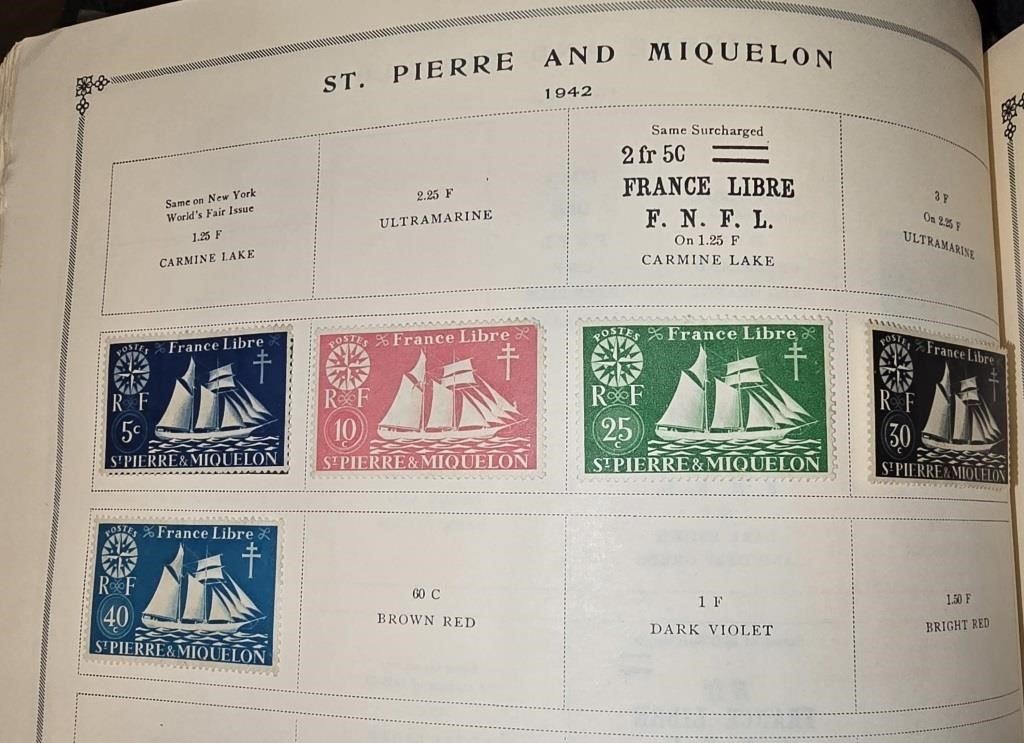 ST. PIERRE AND MIQUELON
1942
Same on New York
World's Fair Issue
1.25 F
CARMINE LAKE
2.25 F
ULTRAMARINE
Same Surcharged
2 fr 50
FRANCE LIBRE
F. N. F. L.
On 1.25 F
CARMINE LAKE
3 F
On 2.25 F
ULTRAMARINE
POSTES
France Libre
RF
5c
ST PIERRE & MIQUELON
POSTES
France Libre
RF
10c
ST PIERRE & MIQUELON
POSTES
France Libre
RF
25c
ST PIERRE & MIQUELON
POSTES
France Libre
RF
30c
ST PIERRE & MIQUELON
POSTES
France Libre
RF
40c
ST PIERRE & MIQUELON
60 C
BROWN RED
1 F
DARK VIOLET
1.50 F
BRIGHT RED